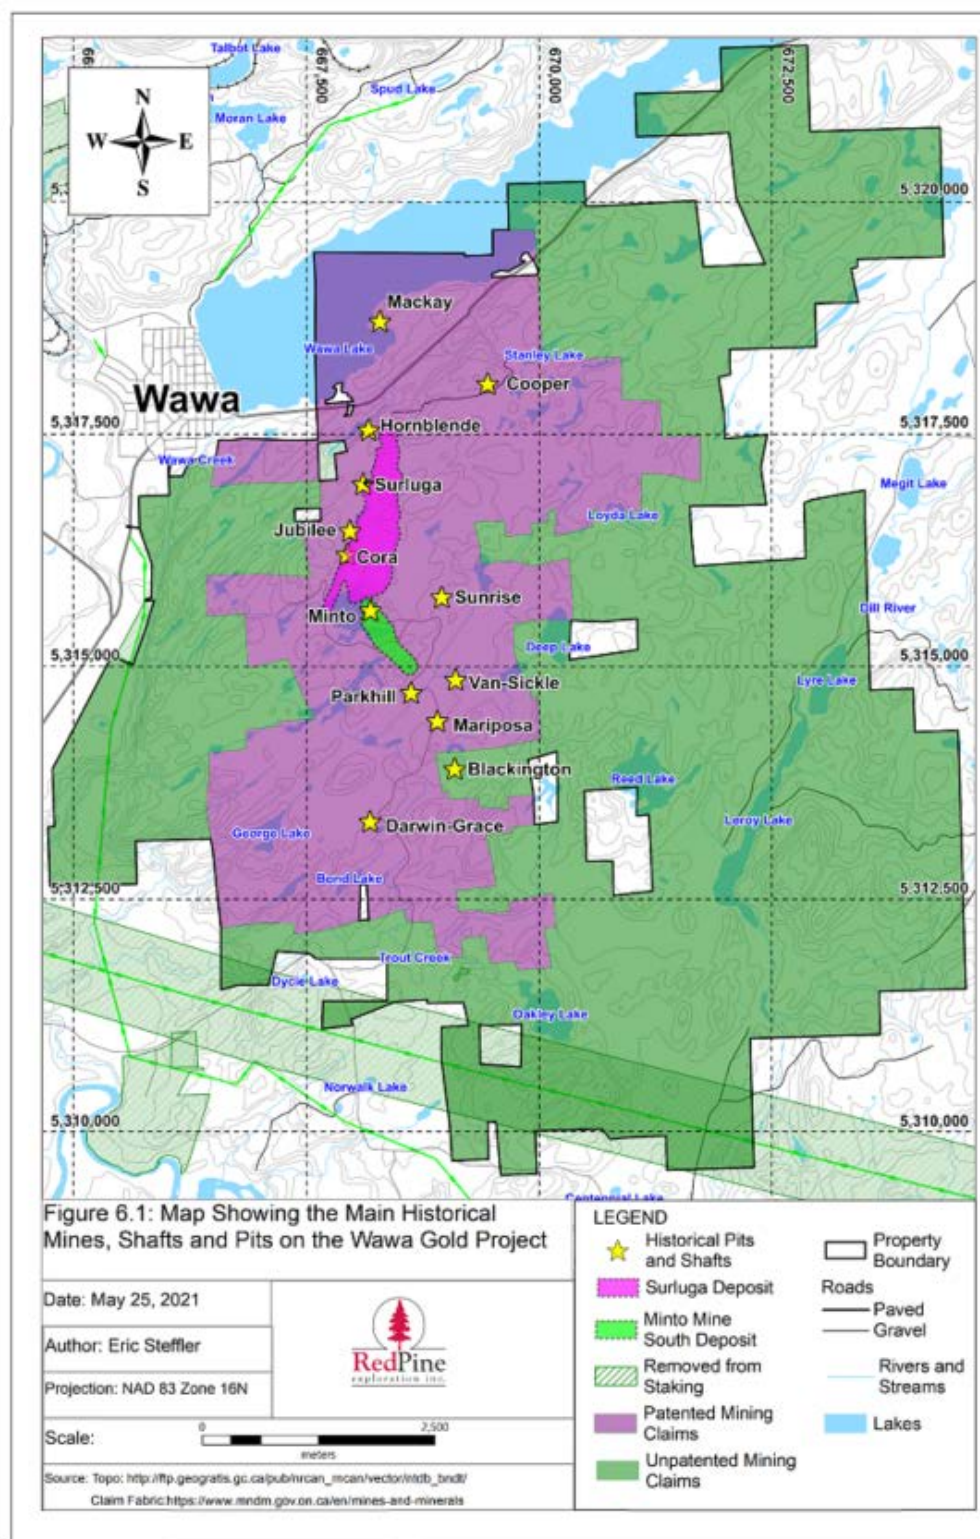 Talbot Lake
667,500
670,000
672,500
Spud Lake
Moran Lake
N
W E
S
5,320,000
Mackay
Wawa Lake
Stanley Lake
Cooper
Wawa
5,317,500
Hornblende
5,317,500
Wawa Creek
Surluga
Megit Lake
Loyda Lake
Jubilee
Cora
Sunrise
Minto
Dill River
Deep Lake
5,315,000
5,315,000
Van-Sickle
Lyre Lake
Parkhill
Mariposa
Blackington
Reed Lake
Leroy Lake
George Lake
Darwin-Grace
Bond Lake
5,312,500
5,312,500
Trout Creek
Dycie Lake
Oakley Lake
Norwalk Lake
5,310,000
5,310,000
Centennial Lake
Figure 6.1: Map Showing the Main Historical
Mines, Shafts and Pits on the Wawa Gold Project
Date: May 25, 2021
Author: Eric Steffler
Projection: NAD 83 Zone 16N
RedPine
exploration inc.
Scale:
0 2,500
meters
Source: Topo: http://ftp.geogratis.gc.ca/pub/nrcan_rncan/vector/ntdb_bndt/
Claim Fabric:https://www.mndm.gov.on.ca/en/mines-and-minerals
LEGEND
Historical Pits
and Shafts
Surluga Deposit
Minto Mine
South Deposit
Removed from
Staking
Patented Mining
Claims
Unpatented Mining
Claims
Property
Boundary
Roads
Paved
Gravel
Rivers and
Streams
Lakes